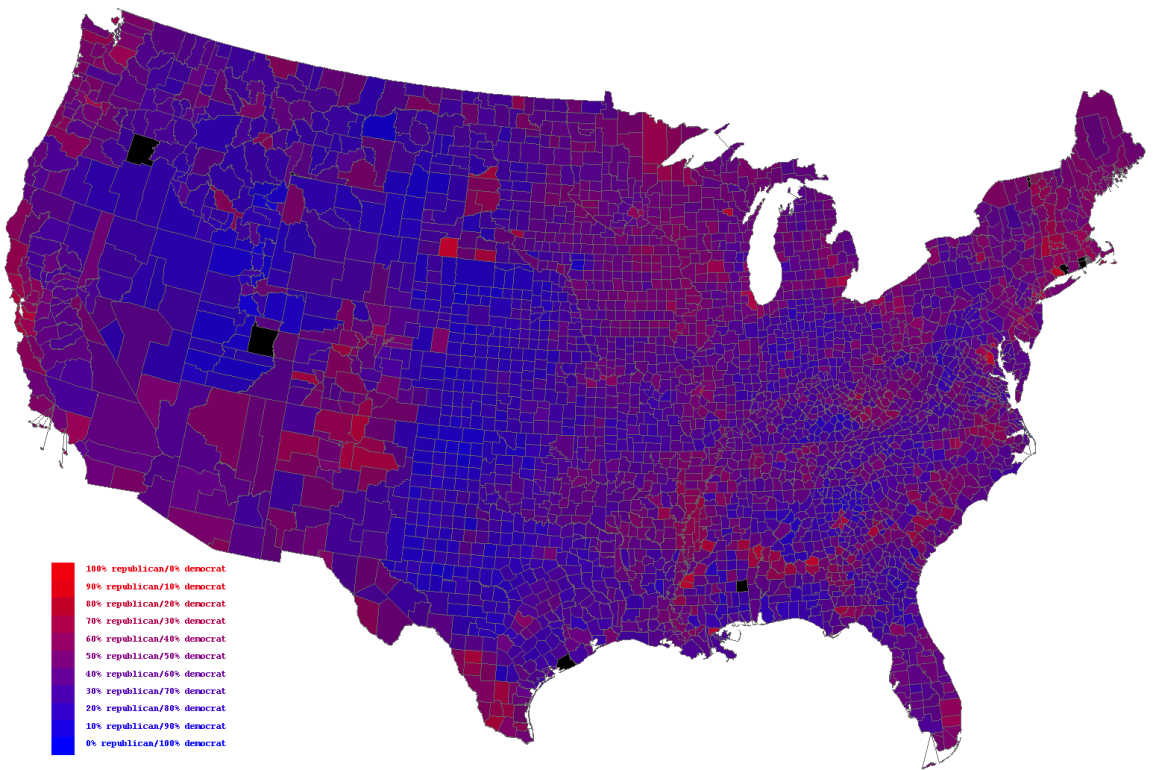 100% republican/0% democrat
90% republican/10% democrat
80% republican/20% democrat
70% republican/30% democrat
60% republican/40% democrat
50% republican/50% democrat
40% republican/60% democrat
30% republican/70% democrat
20% republican/80% democrat
10% republican/90% democrat
0% republican/100% democrat